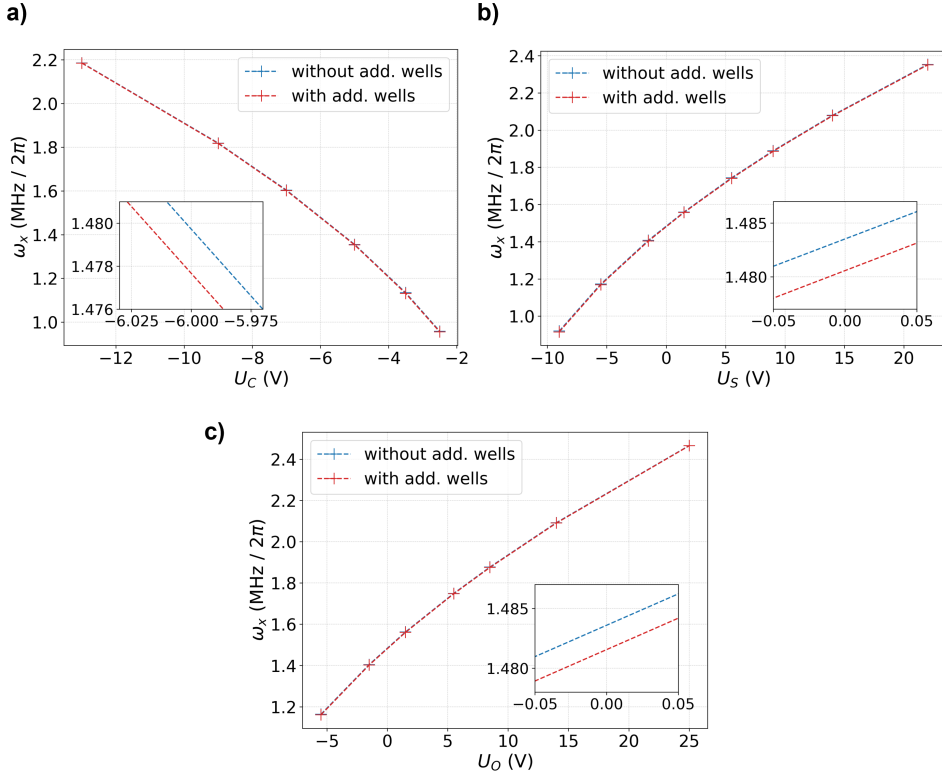 a)
ωₓ (MHz / 2π)
2.2
2.0
1.8
1.6
1.4
1.2
1.0
without add. wells
with add. wells
1.480
1.478
1.476
−6.025 −6.000 −5.975
−12 −10 −8 −6 −4 −2
U_C (V)
b)
ωₓ (MHz / 2π)
2.4
2.2
2.0
1.8
1.6
1.4
1.2
1.0
without add. wells
with add. wells
1.485
1.480
−0.05 0.00 0.05
−10 −5 0 5 10 15 20
U_S (V)
c)
ωₓ (MHz / 2π)
2.4
2.2
2.0
1.8
1.6
1.4
1.2
without add. wells
with add. wells
1.485
1.480
−0.05 0.00 0.05
−5 0 5 10 15 20 25
U_O (V)